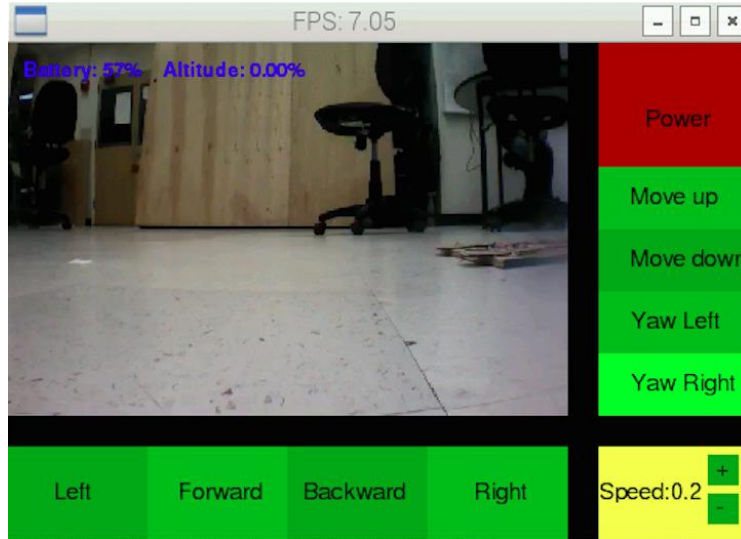 FPS: 7.05
Battery: 57% Altitude: 0.00%
Power
Move up
Move down
Yaw Left
Yaw Right
Left Forward Backward Right
Speed:0.2
+
-